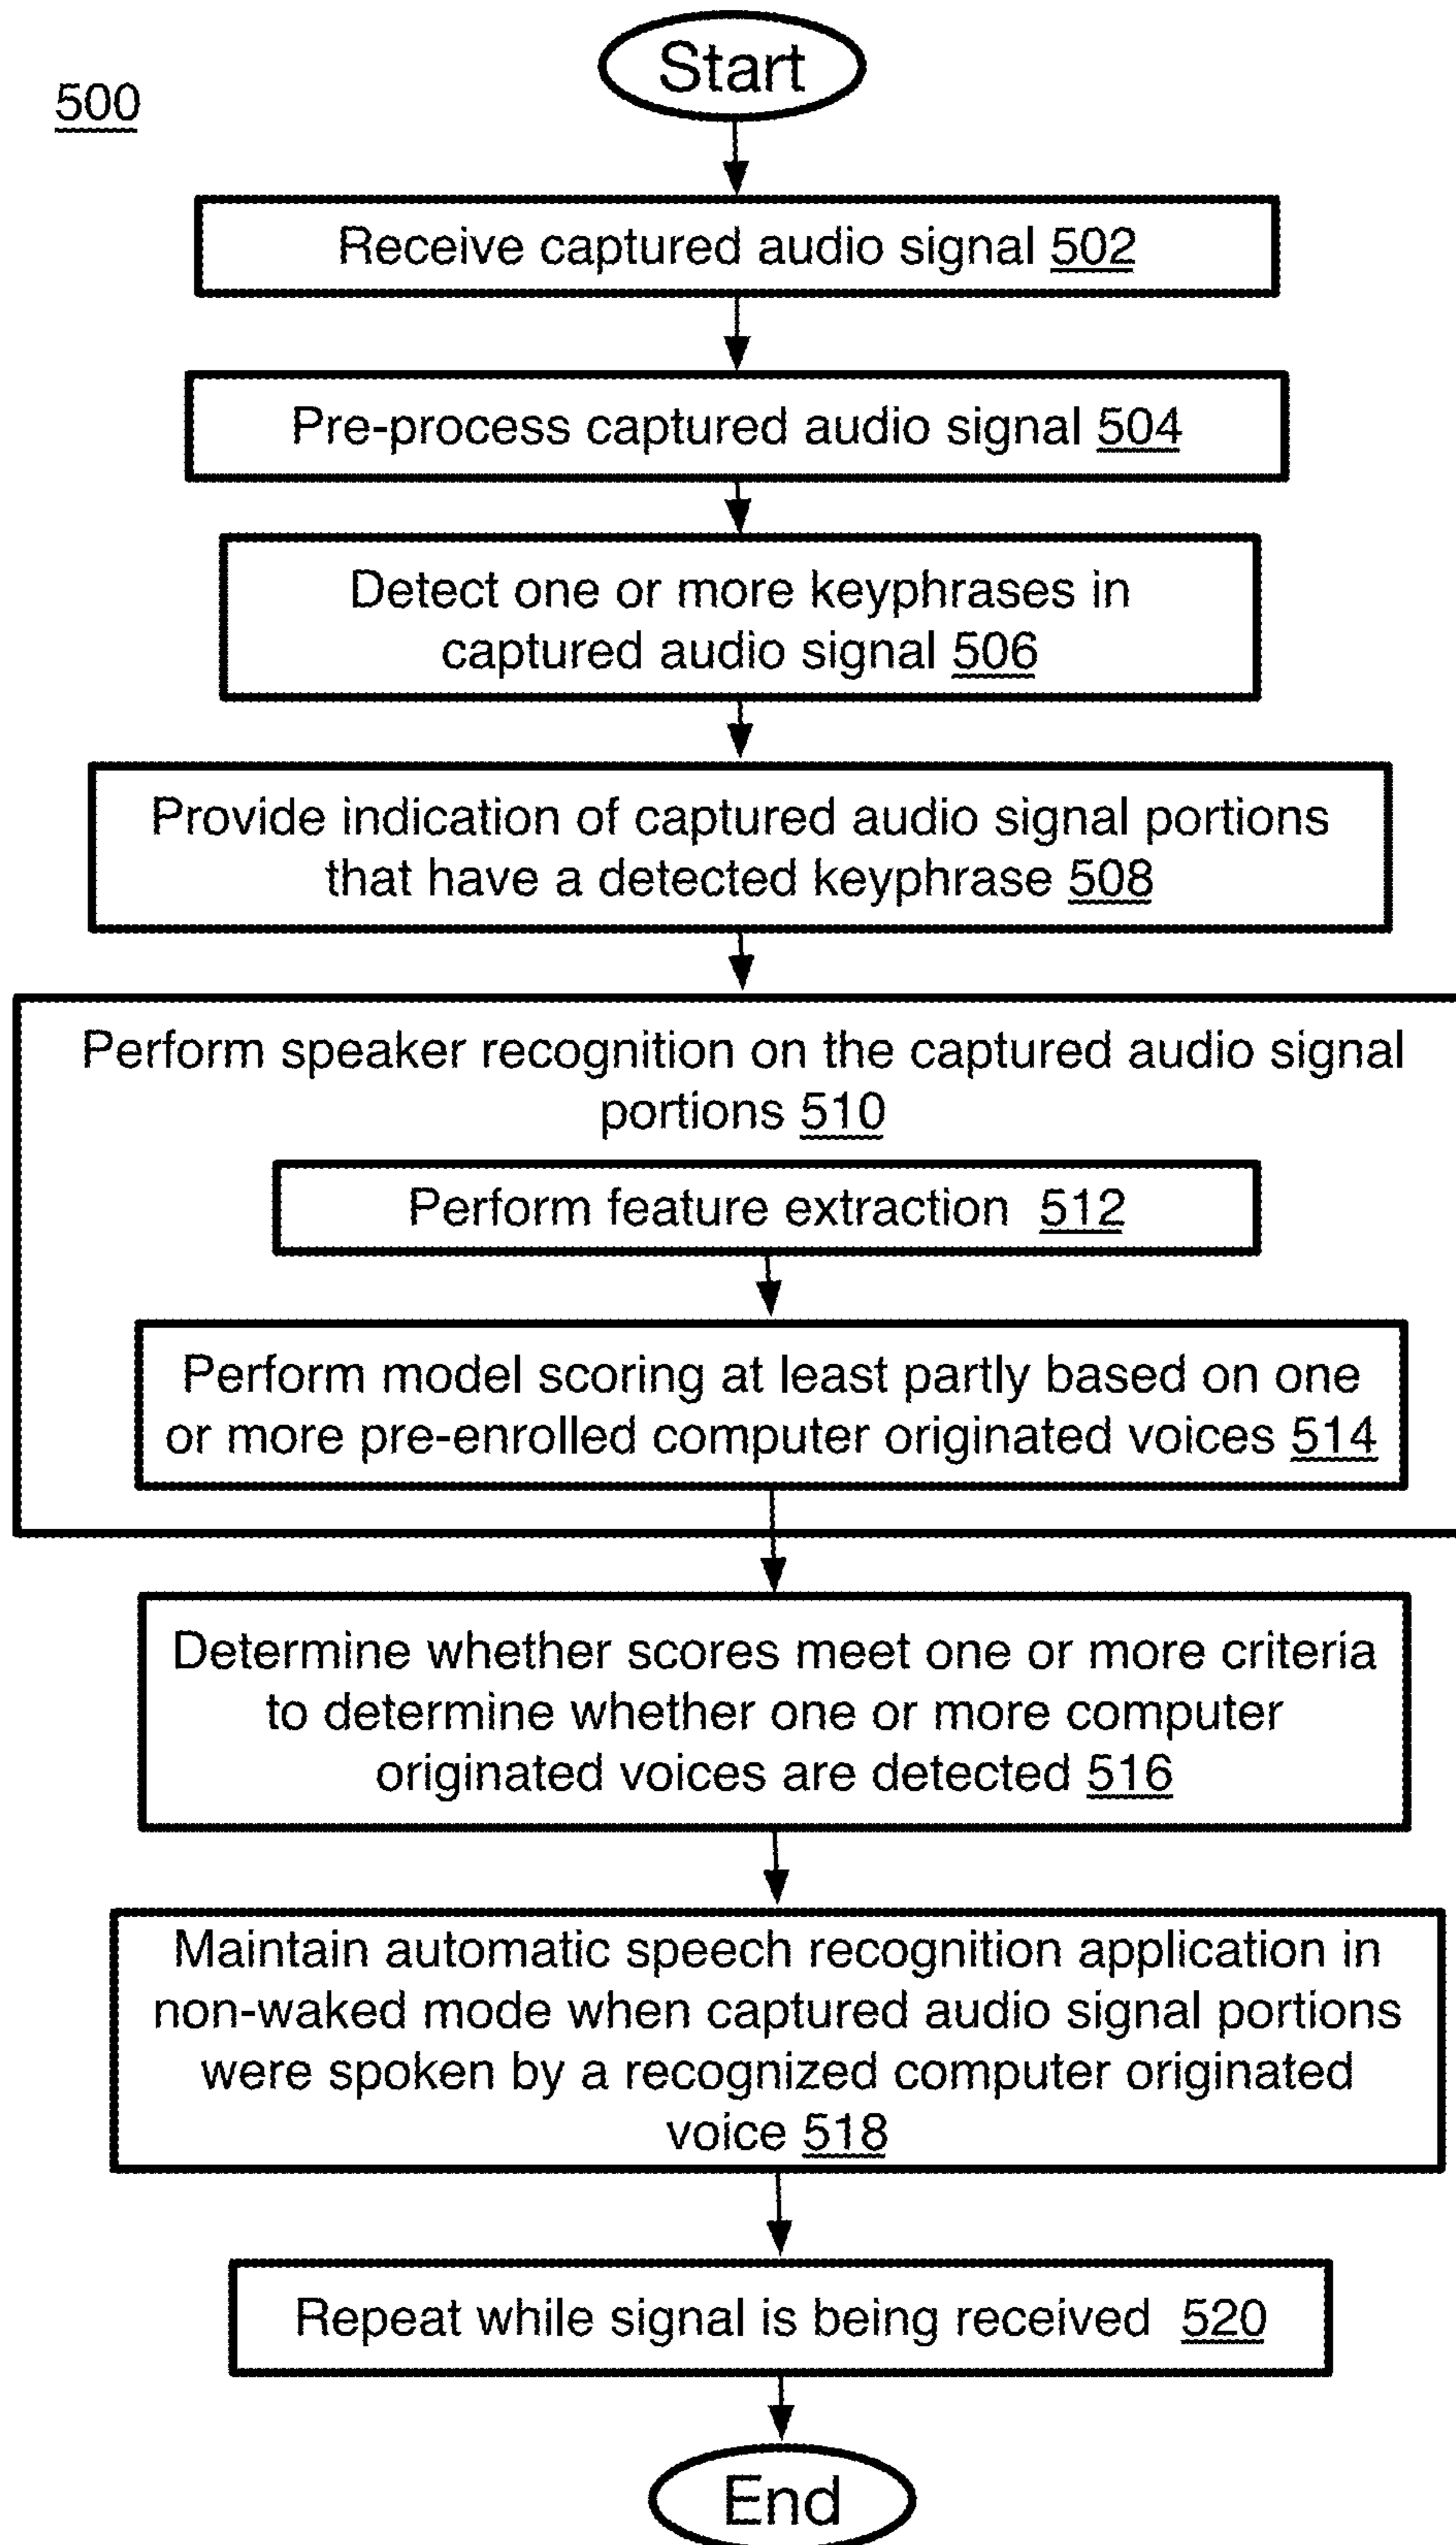 Start
500
Receive captured audio signal 502
Pre-process captured audio signal 504
Detect one or more keyphrases in
captured audio signal 506
Provide indication of captured audio signal portions
that have a detected keyphrase 508
Perform speaker recognition on the captured audio signal
portions 510
Perform feature extraction 512
Perform model scoring at least partly based on one
or more pre-enrolled computer originated voices 514
Determine whether scores meet one or more criteria
to determine whether one or more computer
originated voices are detected 516
Maintain automatic speech recognition application in
non-waked mode when captured audio signal portions
were spoken by a recognized computer originated
voice 518
Repeat while signal is being received 520
End